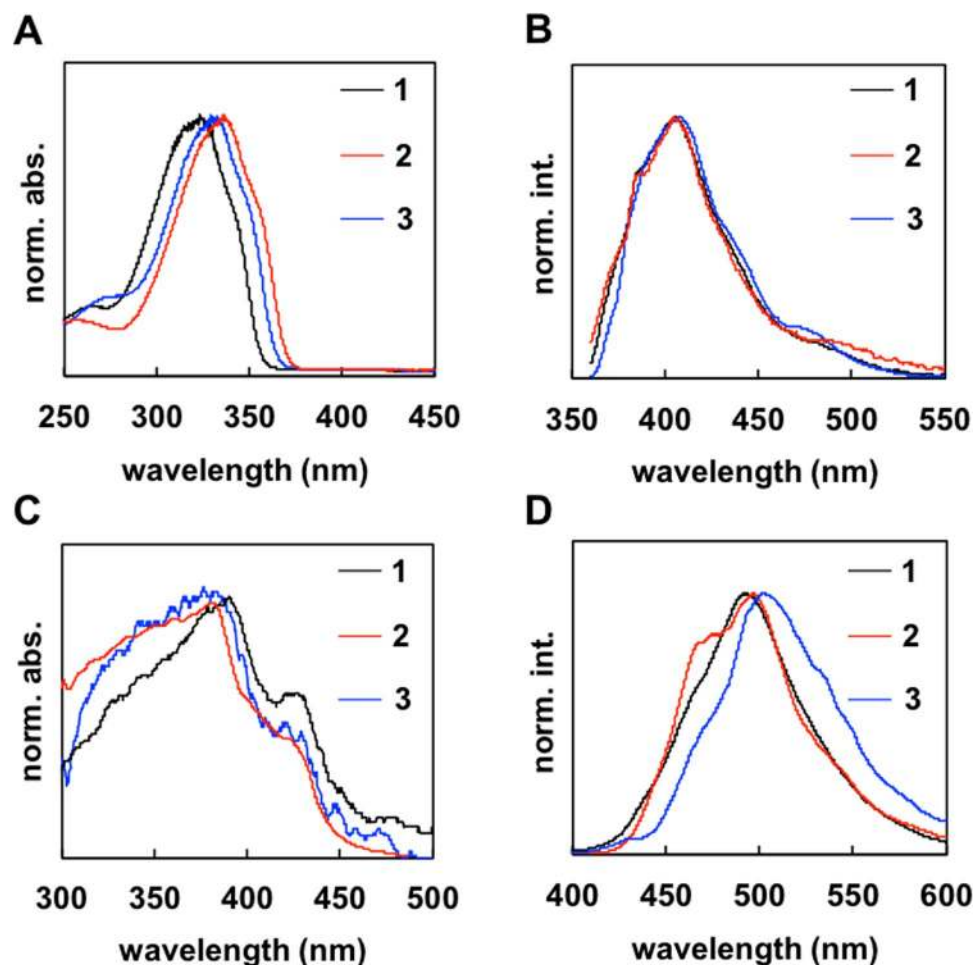 A
norm. abs.
1
2
3
250 300 350 400 450
wavelength (nm)
B
norm. int.
1
2
3
350 400 450 500 550
wavelength (nm)
C
norm. abs.
1
2
3
300 350 400 450 500
wavelength (nm)
D
norm. int.
1
2
3
400 450 500 550 600
wavelength (nm)